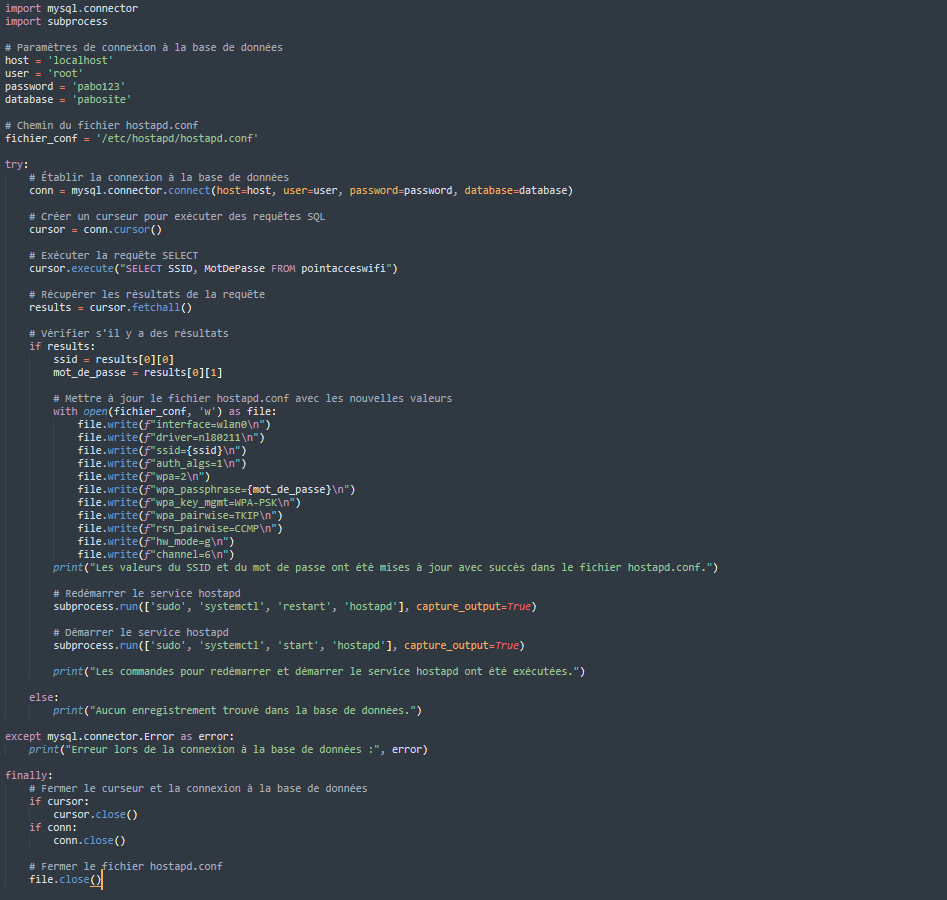 import mysql.connector
import subprocess
# Paramètres de connexion à la base de données
host = 'localhost'
user = 'root'
password = 'pabo123'
database = 'pabosite'
# Chemin du fichier hostapd.conf
fichier_conf = '/etc/hostapd/hostapd.conf'
try:
# Établir la connexion à la base de données
conn = mysql.connector.connect(host=host, user=user, password=password, database=database)
# Créer un curseur pour exécuter des requêtes SQL
cursor = conn.cursor()
# Exécuter la requête SELECT
cursor.execute("SELECT SSID, MotDePasse FROM pointacceswifi")
# Récupérer les résultats de la requête
results = cursor.fetchall()
# Vérifier s'il y a des résultats
if results:
ssid = results[0][0]
mot_de_passe = results[0][1]
# Mettre à jour le fichier hostapd.conf avec les nouvelles valeurs
with open(fichier_conf, 'w') as file:
file.write(f"interface=wlan0\n")
file.write(f"driver=nl80211\n")
file.write(f"ssid={ssid}\n")
file.write(f"auth_algs=1\n")
file.write(f"wpa=2\n")
file.write(f"wpa_passphrase={mot_de_passe}\n")
file.write(f"wpa_key_mgmt=WPA-PSK\n")
file.write(f"wpa_pairwise=TKIP\n")
file.write(f"rsn_pairwise=CCMP\n")
file.write(f"hw_mode=g\n")
file.write(f"channel=6\n")
print("Les valeurs du SSID et du mot de passe ont été mises à jour avec succès dans le fichier hostapd.conf.")
# Redémarrer le service hostapd
subprocess.run(['sudo', 'systemctl', 'restart', 'hostapd'], capture_output=True)
# Démarrer le service hostapd
subprocess.run(['sudo', 'systemctl', 'start', 'hostapd'], capture_output=True)
print("Les commandes pour redémarrer et démarrer le service hostapd ont été exécutées.")
else:
print("Aucun enregistrement trouvé dans la base de données.")
except mysql.connector.Error as error:
print("Erreur lors de la connexion à la base de données :", error)
finally:
# Fermer le curseur et la connexion à la base de données
if cursor:
cursor.close()
if conn:
conn.close()
# Fermer le fichier hostapd.conf
file.close()